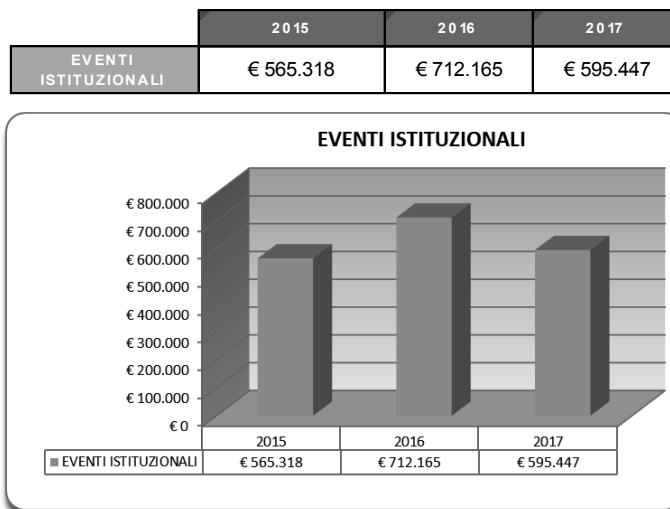 2015 2016 2017
EVENTI
ISTITUZIONALI
€ 565.318 € 712.165 € 595.447
EVENTI ISTITUZIONALI
€ 800.000
€ 700.000
€ 600.000
€ 500.000
€ 400.000
€ 300.000
€ 200.000
€ 100.000
€ 0
2015 2016 2017
EVENTI ISTITUZIONALI € 565.318 € 712.165 € 595.447